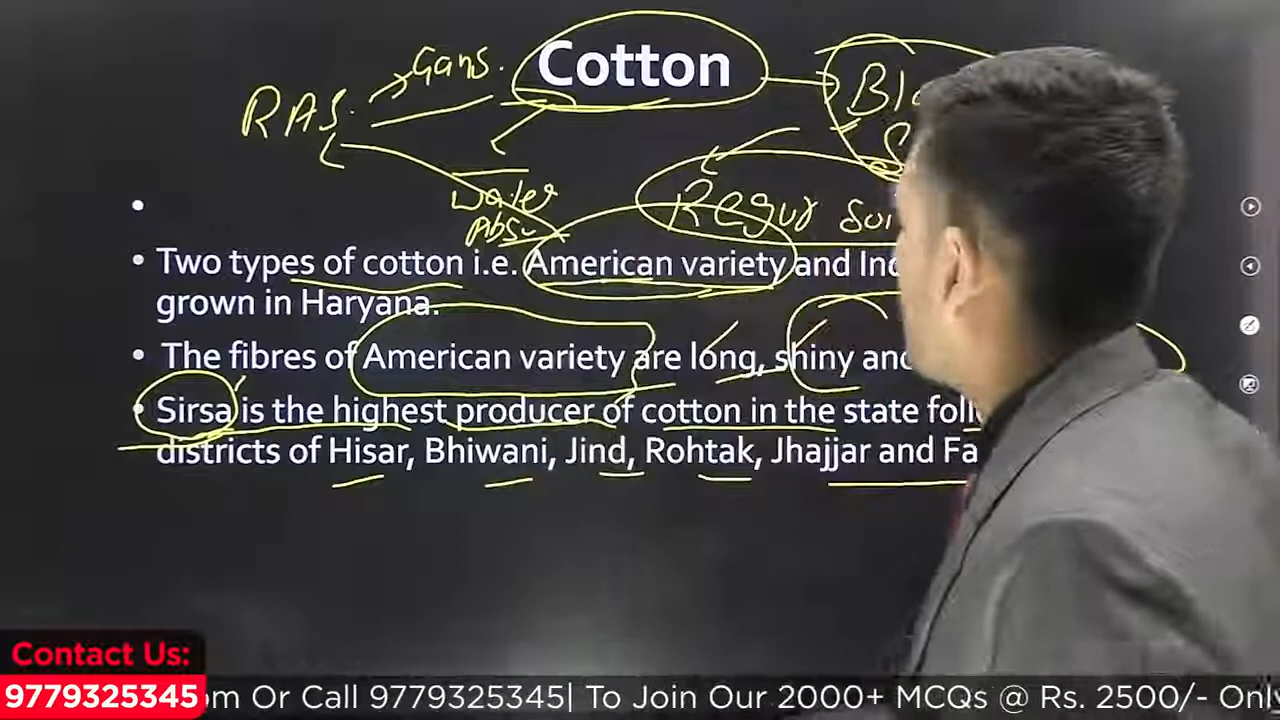 Cotton
RAS
Gans.
Water
Regur Soi
Two types of cotton i.e. American variety and Ind
grown in Haryana.
The fibres of American variety are long, shiny and
Sirsa is the highest producer of cotton in the state foll
districts of Hisar, Bhiwani, Jind, Rohtak, Jhajjar and Fa
Contact Us:
9779325345
om Or Call 9779325345| To Join Our 2000+ MCQs @ Rs. 2500/- Only